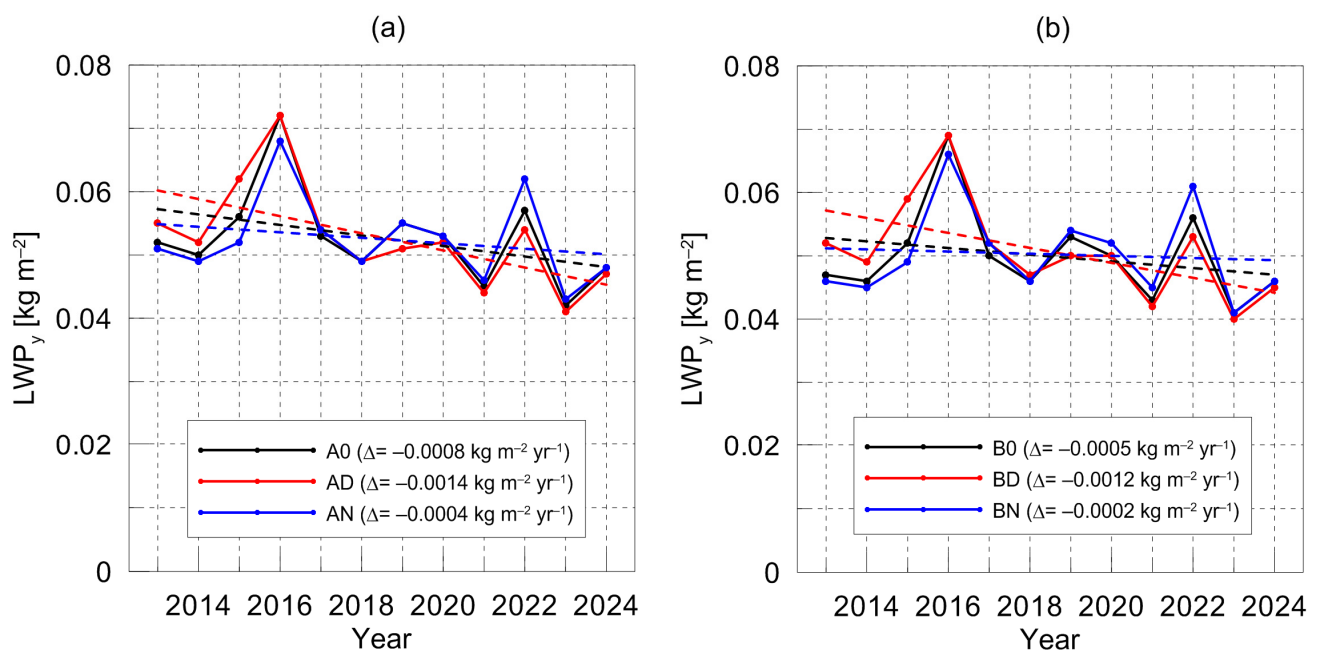 (a)
0.08
0.06
0.04
0.02
0
LWPy [kg m–2]
A0 (Δ= –0.0008 kg m–2 yr–1)
AD (Δ= –0.0014 kg m–2 yr–1)
AN (Δ= –0.0004 kg m–2 yr–1)
2014 2016 2018 2020 2022 2024
Year
(b)
0.08
0.06
0.04
0.02
0
LWPy [kg m–2]
B0 (Δ= –0.0005 kg m–2 yr–1)
BD (Δ= –0.0012 kg m–2 yr–1)
BN (Δ= –0.0002 kg m–2 yr–1)
2014 2016 2018 2020 2022 2024
Year